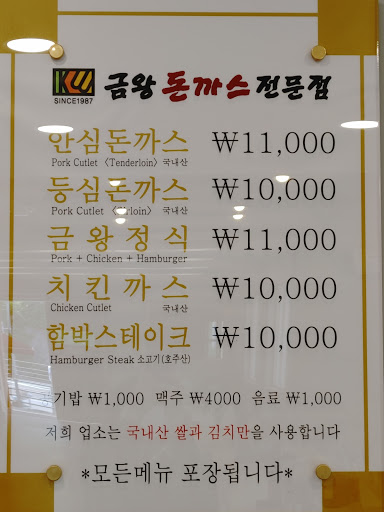 KW
SINCE1987
금왕 돈까스 전문점
안심돈까스 ₩11,000
Pork Cutlet 〈Tenderloin〉 국내산
등심돈까스 ₩10,000
Pork Cutlet 국내산
금왕정식 ₩11,000
Pork + Chicken + Hamburger
치킨까스 ₩10,000
Chicken Cutlet 국내산
함박스테이크 ₩10,000
Hamburger Steak 소고기(호주산)
₩1,000 맥주 ₩4000 음료 ₩1,000
저희 업소는 국내산 쌀과 김치만을 사용합니다
*모든메뉴 포장됩니다*